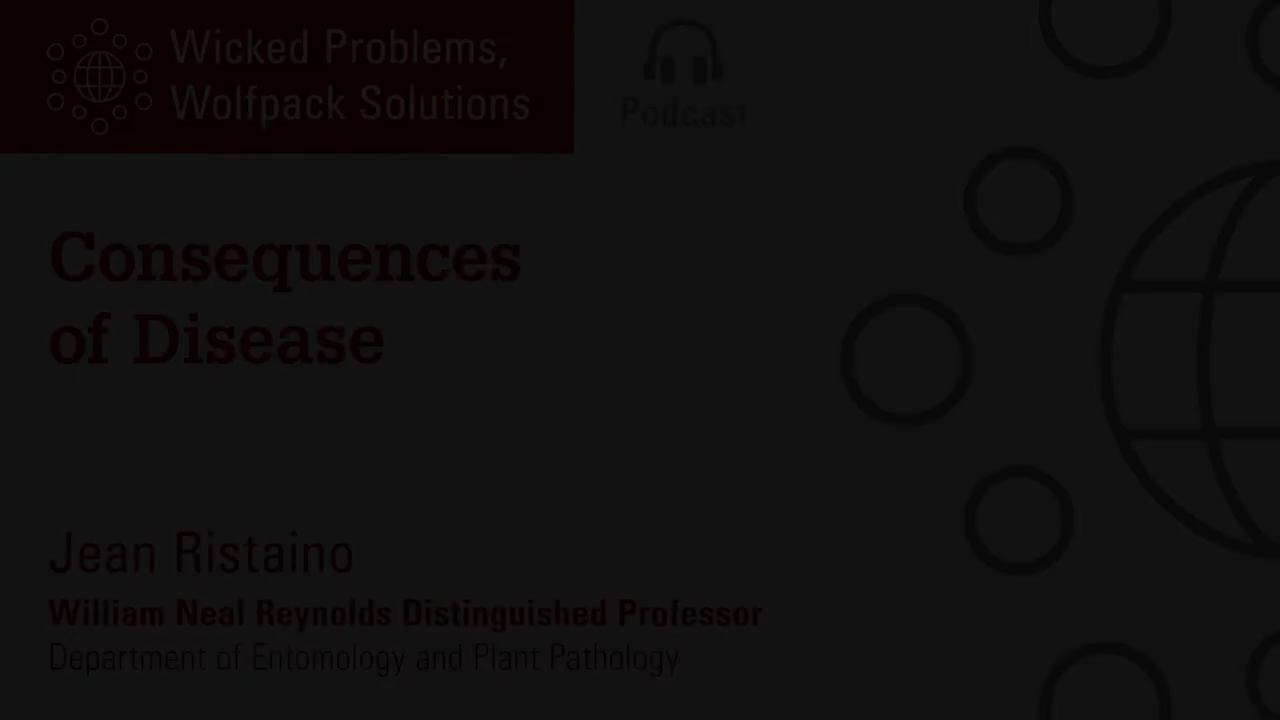 Wicked Problems,
Wolfpack Solutions
Podcast
Consequences
of Disease
Jean Ristaino
William Neal Reynolds Distinguished Professor
Department of Entomology and Plant Pathology